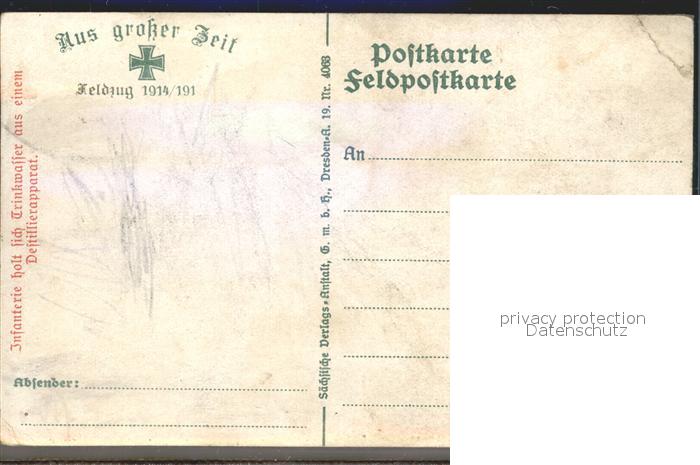 Aus großer Zeit
Feldzug 1914/191
Infanterie holt sich Trinkwasser aus einem
Destillierapparat.
Absender:
Sächsische Verlags-Anstalt, G. m. b. H., Dresden-A. 19. Nr. 4063
Postkarte
Feldpostkarte
An
privacy protection
Datenschutz